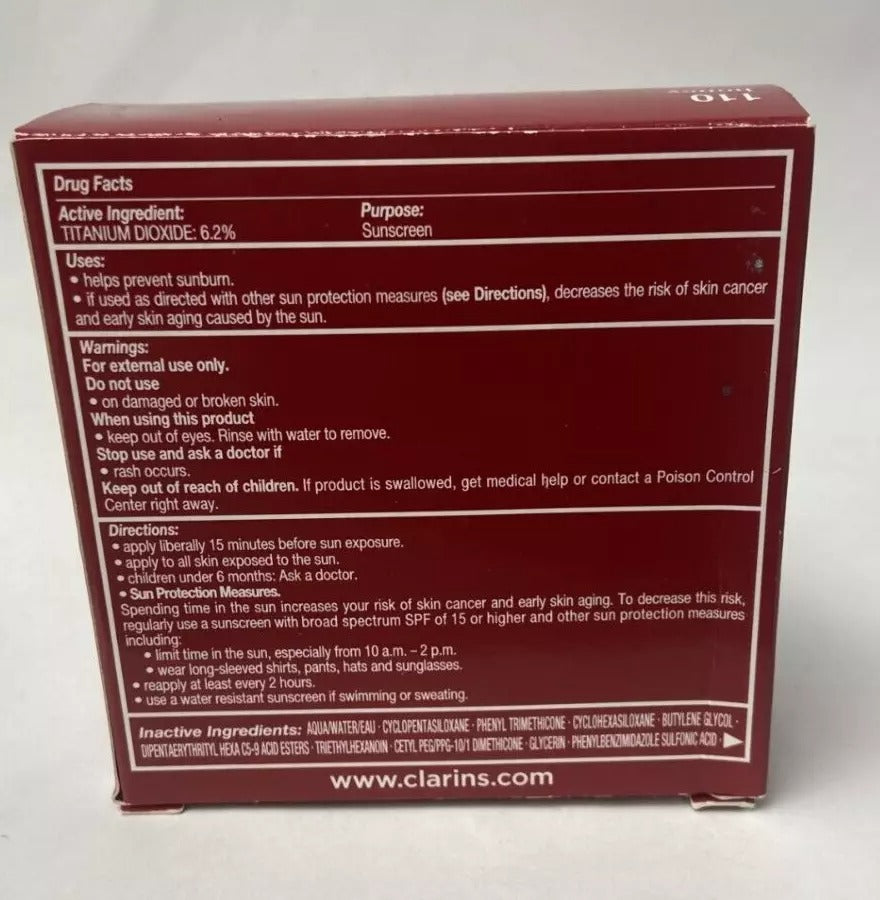 110
Drug Facts
Active Ingredient: Purpose:
TITANIUM DIOXIDE: 6.2% Sunscreen
Uses:
• helps prevent sunburn.
• if used as directed with other sun protection measures (see Directions), decreases the risk of skin cancer
and early skin aging caused by the sun.
Warnings:
For external use only.
Do not use
• on damaged or broken skin.
When using this product
• keep out of eyes. Rinse with water to remove.
Stop use and ask a doctor if
• rash occurs.
Keep out of reach of children. If product is swallowed, get medical help or contact a Poison Control
Center right away.
Directions:
• apply liberally 15 minutes before sun exposure.
• apply to all skin exposed to the sun.
• children under 6 months: Ask a doctor.
• Sun Protection Measures.
Spending time in the sun increases your risk of skin cancer and early skin aging. To decrease this risk,
regularly use a sunscreen with broad spectrum SPF of 15 or higher and other sun protection measures
including:
• limit time in the sun, especially from 10 a.m. – 2 p.m.
• wear long-sleeved shirts, pants, hats and sunglasses.
• reapply at least every 2 hours.
• use a water resistant sunscreen if swimming or sweating.
Inactive Ingredients: AQUA/WATER/EAU · CYCLOPENTASILOXANE · PHENYL TRIMETHICONE · CYCLOHEXASILOXANE · BUTYLENE GLYCOL ·
DIPENTAERYTHRITYL HEXA C5-9 ACID ESTERS · TRIETHYLHEXANOIN · CETYL PEG/PPG-10/1 DIMETHICONE · GLYCERIN · PHENYLBENZIMIDAZOLE SULFONIC ACID ·
www.clarins.com